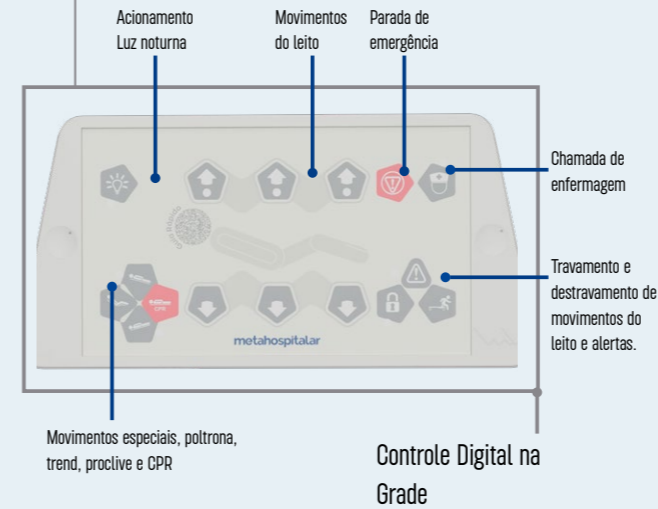 Acionamento
Luz noturna
Movimentos
do leito
Parada de
emergência
Chamada de
enfermagem
Travamento e
destravamento de
movimentos do
leito e alertas.
CPR
metahospitalar
Movimentos especiais, poltrona,
trend, proclive e CPR
Controle Digital na
Grade